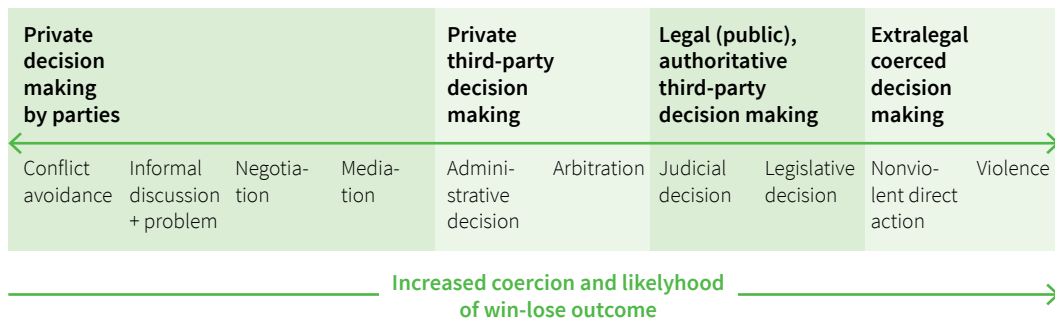 Private
decision
making
by parties
Private
third-party
decision
making
Legal (public),
authoritative
third-party
decision making
Extralegal
coerced
decision
making
Conflict
avoidance
Informal
discussion
+ problem
Negotia-
tion
Media-
tion
Admini-
strative
decision
Arbitration
Judicial
decision
Legislative
decision
Nonvio-
lent direct
action
Violence
Increased coercion and likelyhood
of win-lose outcome